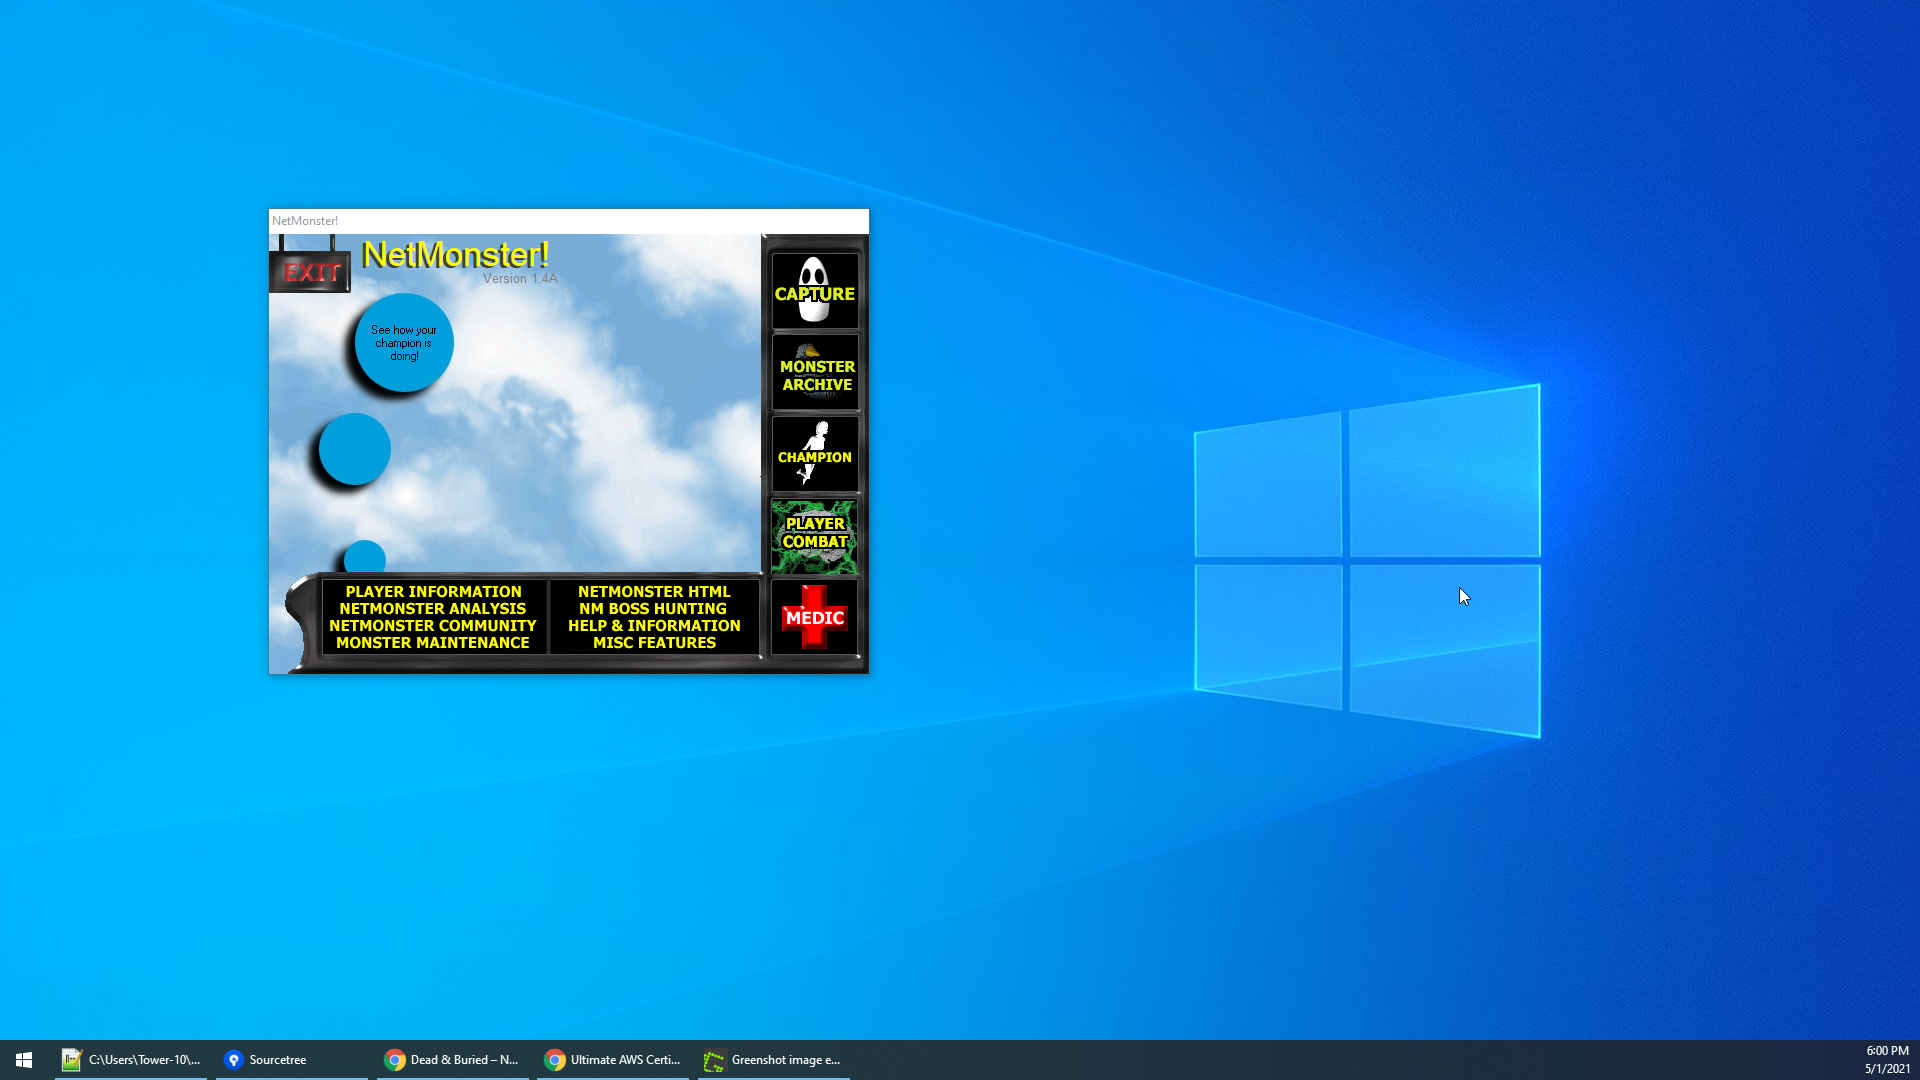 NetMonster!
EXIT
NetMonster!
Version 1.4A
See how your
champion is
doing!
CAPTURE
MONSTER
ARCHIVE
CHAMPION
PLAYER
COMBAT
MEDIC
PLAYER INFORMATION
NETMONSTER ANALYSIS
NETMONSTER COMMUNITY
MONSTER MAINTENANCE
NETMONSTER HTML
NM BOSS HUNTING
HELP & INFORMATION
MISC FEATURES
C:\Users\Tower-10\...
Sourcetree
Dead & Buried – N...
Ultimate AWS Certi...
Greenshot image e...
6:00 PM
5/1/2021